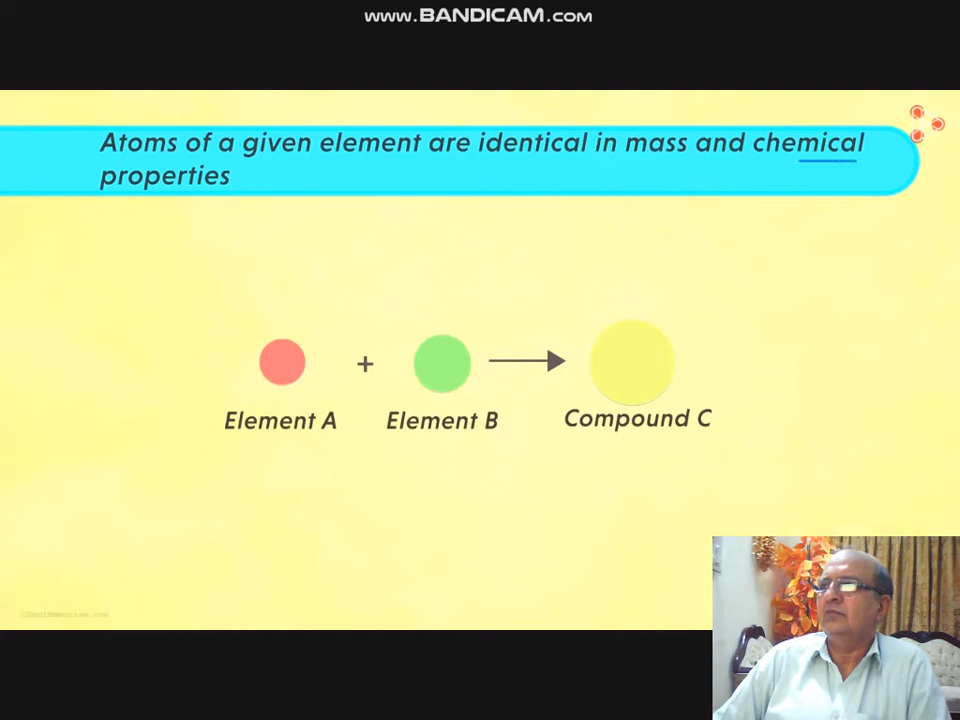 www.BANDICAM.com
Atoms of a given element are identical in mass and chemical
properties
+
Element A
Element B
Compound C